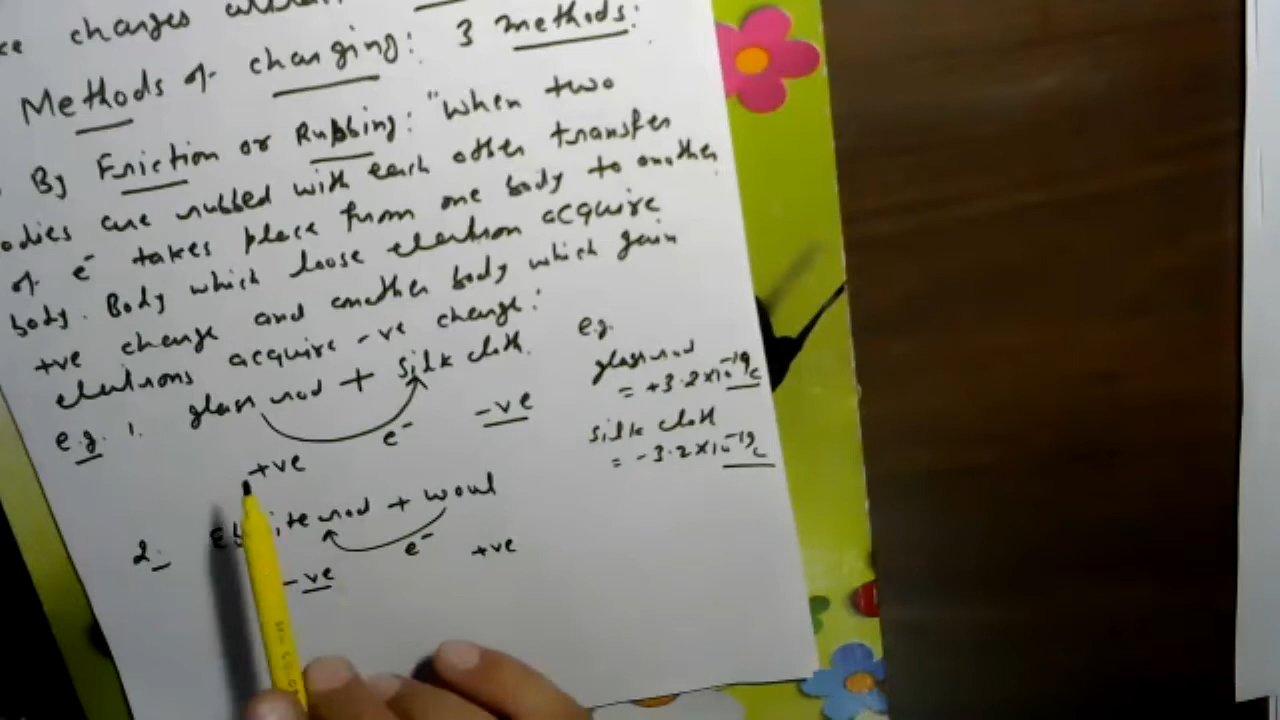 ce charges
Methods of charging: 3 methods:
By Friction or Rubbing: "When two
odies are rubbed with each other transfer
of e⁻ takes place from one body to another
body. Body which loose electron acquire
+ve charge and another body which gain
electrons acquire -ve charge."
e.g. 1. glass rod + silk cloth.
e⁻ -ve
+ve
2. Ebonite rod + wool
e⁻ +ve
-ve
e.g.
glass rod
= +3.2×10⁻¹⁹c
silk cloth
= -3.2×10⁻¹⁹c